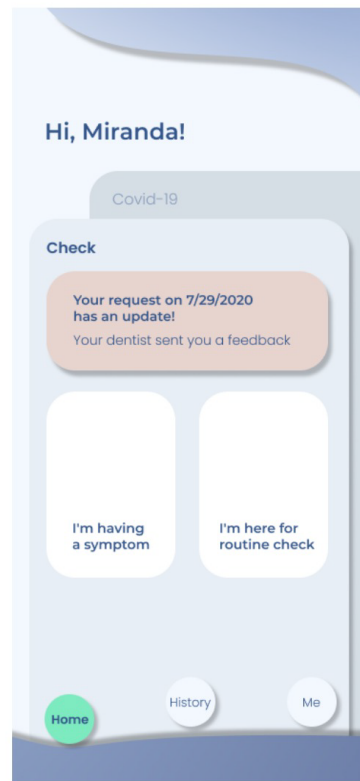 Hi, Miranda!
Covid-19
Check
Your request on 7/29/2020
has an update!
Your dentist sent you a feedback
I'm having
a symptom
I'm here for
routine check
Home
History
Me